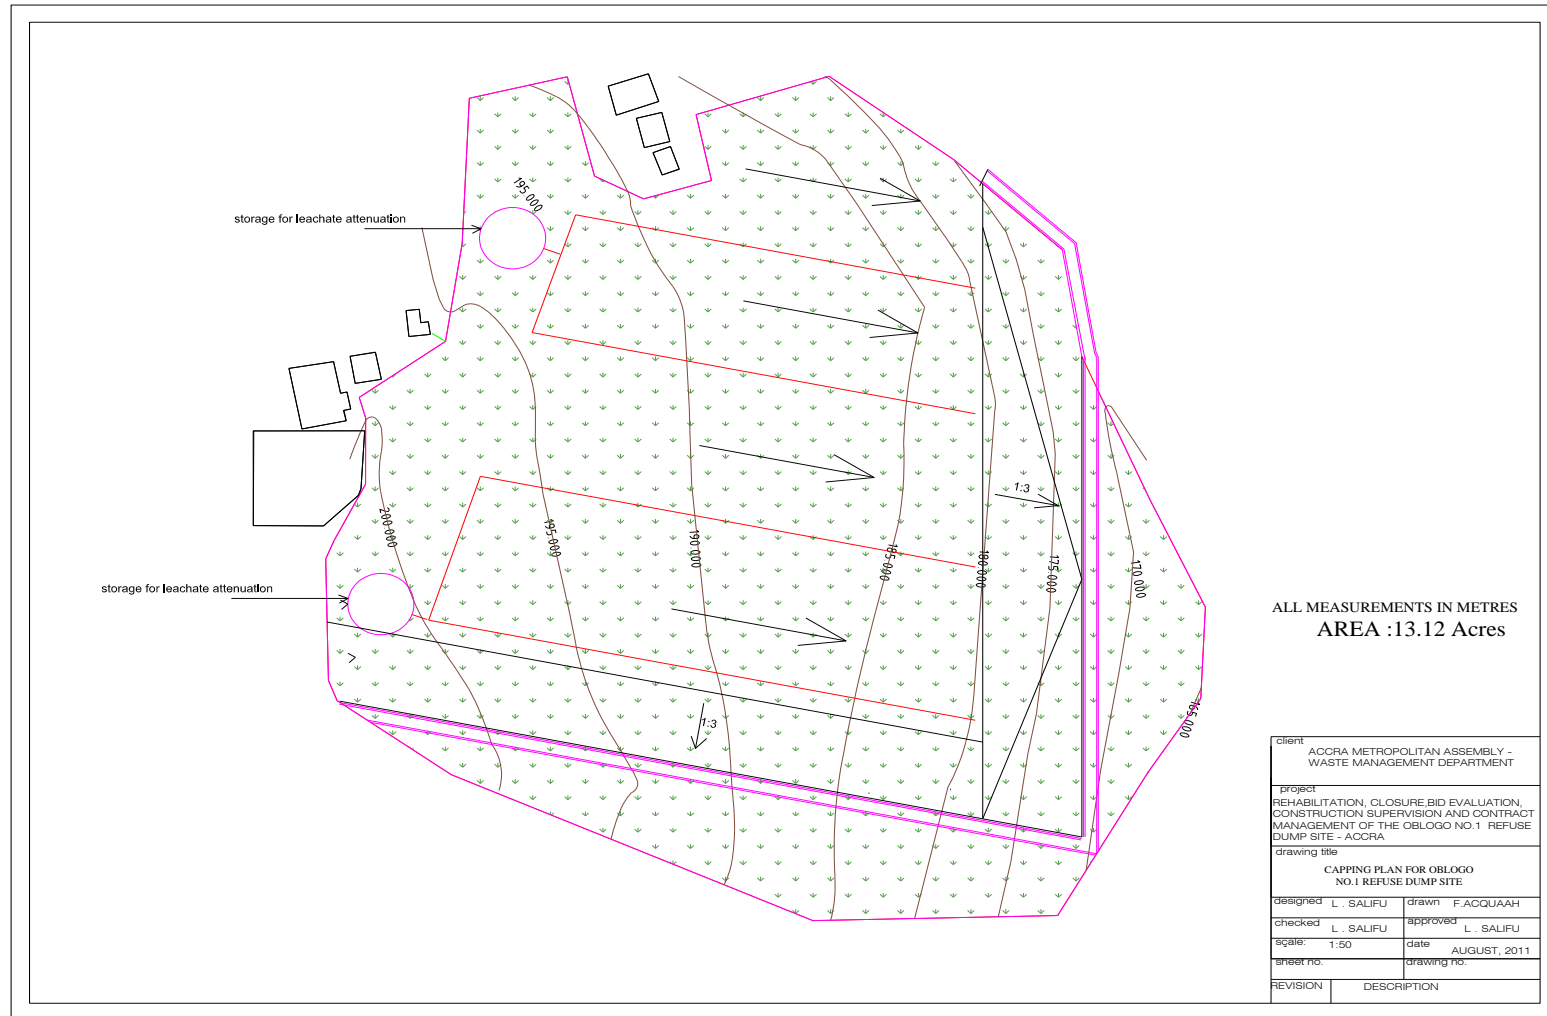 195 000
storage for leachate attenuation
1:3
200 000
195 000
190 000
185 000
180 000
175 000
170 000
storage for leachate attenuation
ALL MEASUREMENTS IN METRES
AREA :13.12 Acres
1:3
165 000
client
ACCRA METROPOLITAN ASSEMBLY -
WASTE MANAGEMENT DEPARTMENT
project
REHABILITATION, CLOSURE,BID EVALUATION,
CONSTRUCTION SUPERVISION AND CONTRACT
MANAGEMENT OF THE OBLOGO NO.1 REFUSE
DUMP SITE - ACCRA
drawing title
CAPPING PLAN FOR OBLOGO
NO.1 REFUSE DUMP SITE
designed L . SALIFU drawn F.ACQUAAH
checked L . SALIFU approved L . SALIFU
scale: 1:50 date AUGUST, 2011
sheet no. drawing no.
REVISION DESCRIPTION